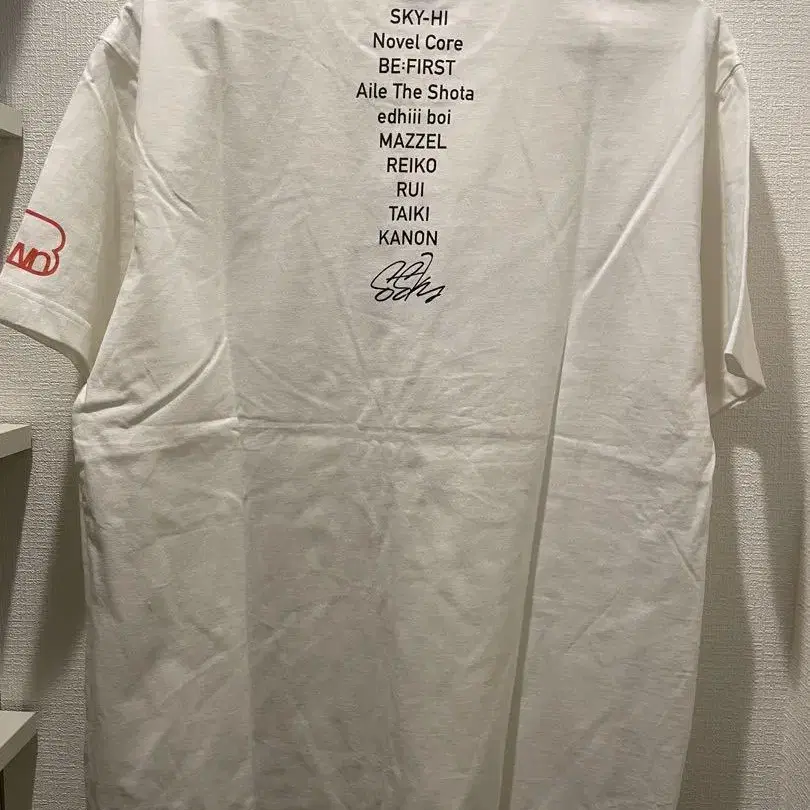 SKY-HI
Novel Core
BE:FIRST
Aile The Shota
edhiii boi
MAZZEL
REIKO
RUI
TAIKI
KANON